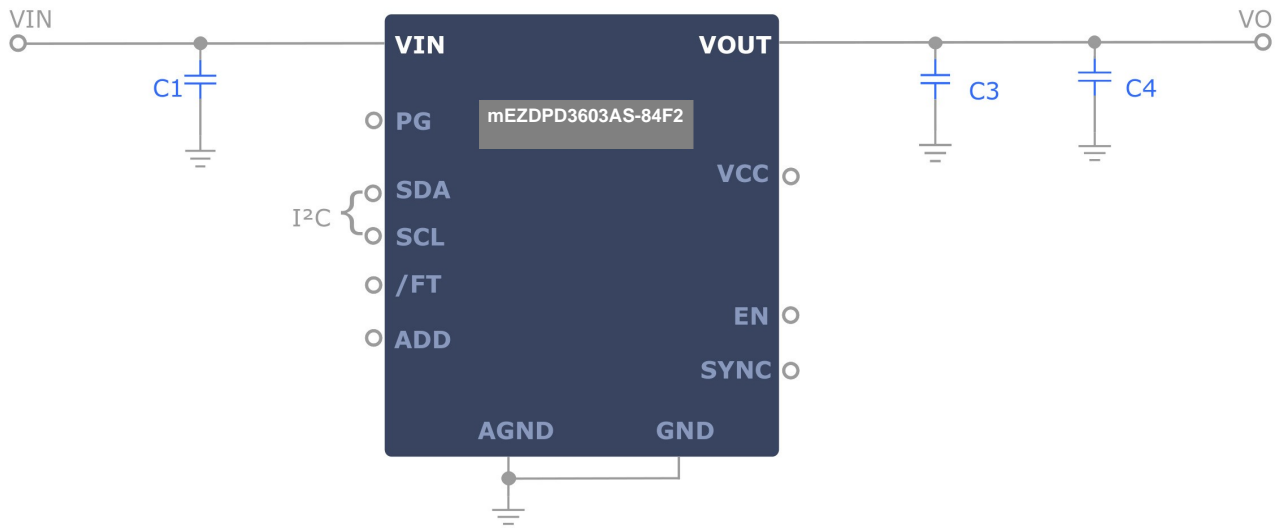 VIN
VO
VIN
VOUT
C1
C3
C4
mEZDPD3603AS-84F2
PG
VCC
SDA
I²C
SCL
/FT
EN
ADD
SYNC
AGND
GND